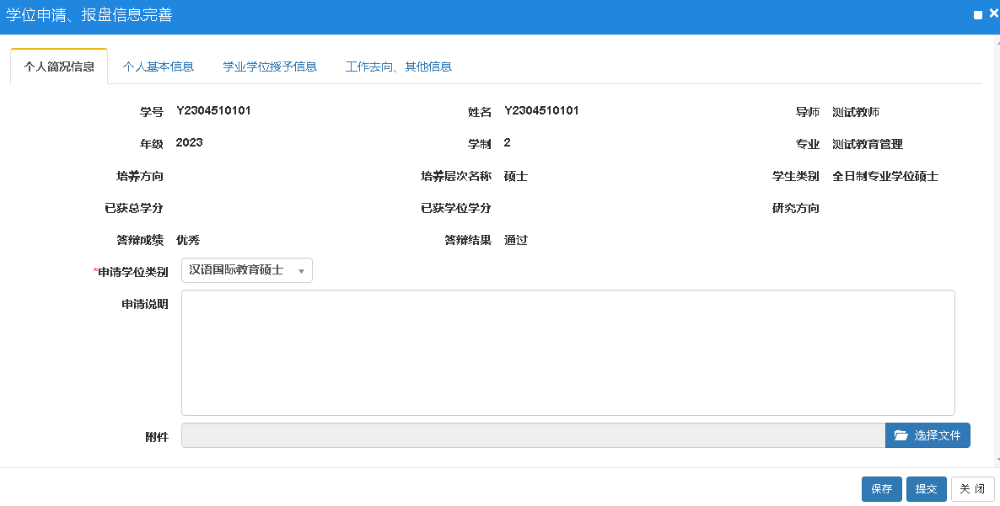 学位申请、报盘信息完善
个人简况信息 个人基本信息 学业学位授予信息 工作去向、其他信息
学号 Y2304510101 姓名 Y2304510101 导师 测试教师
年级 2023 学制 2 专业 测试教育管理
培养方向 培养层次名称 硕士 学生类别 全日制专业学位硕士
已获总学分 已获学位学分 研究方向
答辩成绩 优秀 答辩结果 通过
*申请学位类别 汉语国际教育硕士
申请说明
附件 选择文件
保存 提交 关 闭